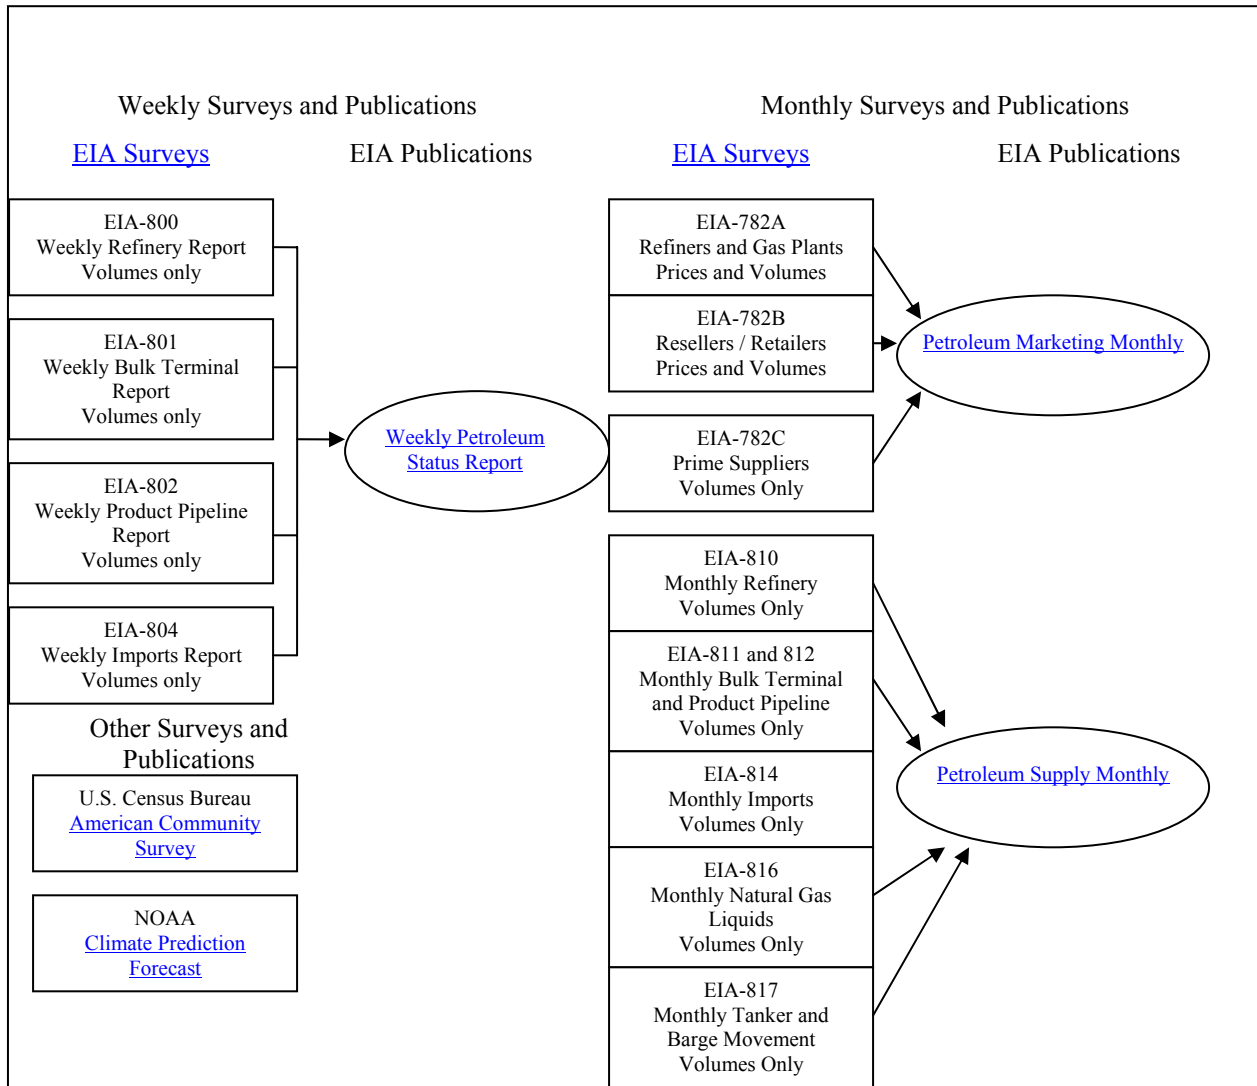 Weekly Surveys and Publications
EIA Surveys
EIA Publications
EIA-800
Weekly Refinery Report
Volumes only
EIA-801
Weekly Bulk Terminal
Report
Volumes only
EIA-802
Weekly Product Pipeline
Report
Volumes only
EIA-804
Weekly Imports Report
Volumes only
Weekly Petroleum
Status Report
Other Surveys and
Publications
U.S. Census Bureau
American Community
Survey
NOAA
Climate Prediction
Forecast
Monthly Surveys and Publications
EIA Surveys
EIA Publications
EIA-782A
Refiners and Gas Plants
Prices and Volumes
EIA-782B
Resellers / Retailers
Prices and Volumes
EIA-782C
Prime Suppliers
Volumes Only
Petroleum Marketing Monthly
EIA-810
Monthly Refinery
Volumes Only
EIA-811 and 812
Monthly Bulk Terminal
and Product Pipeline
Volumes Only
EIA-814
Monthly Imports
Volumes Only
EIA-816
Monthly Natural Gas
Liquids
Volumes Only
EIA-817
Monthly Tanker and
Barge Movement
Volumes Only
Petroleum Supply Monthly